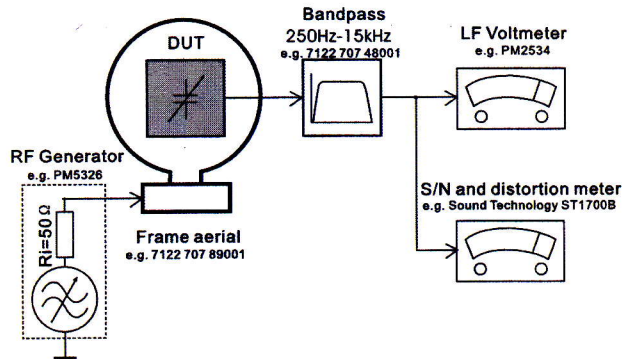 Bandpass
250Hz-15kHz
e.g. 7122 707 48001
LF Voltmeter
e.g. PM2534
DUT
RF Generator
e.g. PM5326
Ri=50 Ω
Frame aerial
e.g. 7122 707 89001
S/N and distortion meter
e.g. Sound Technology ST1700B